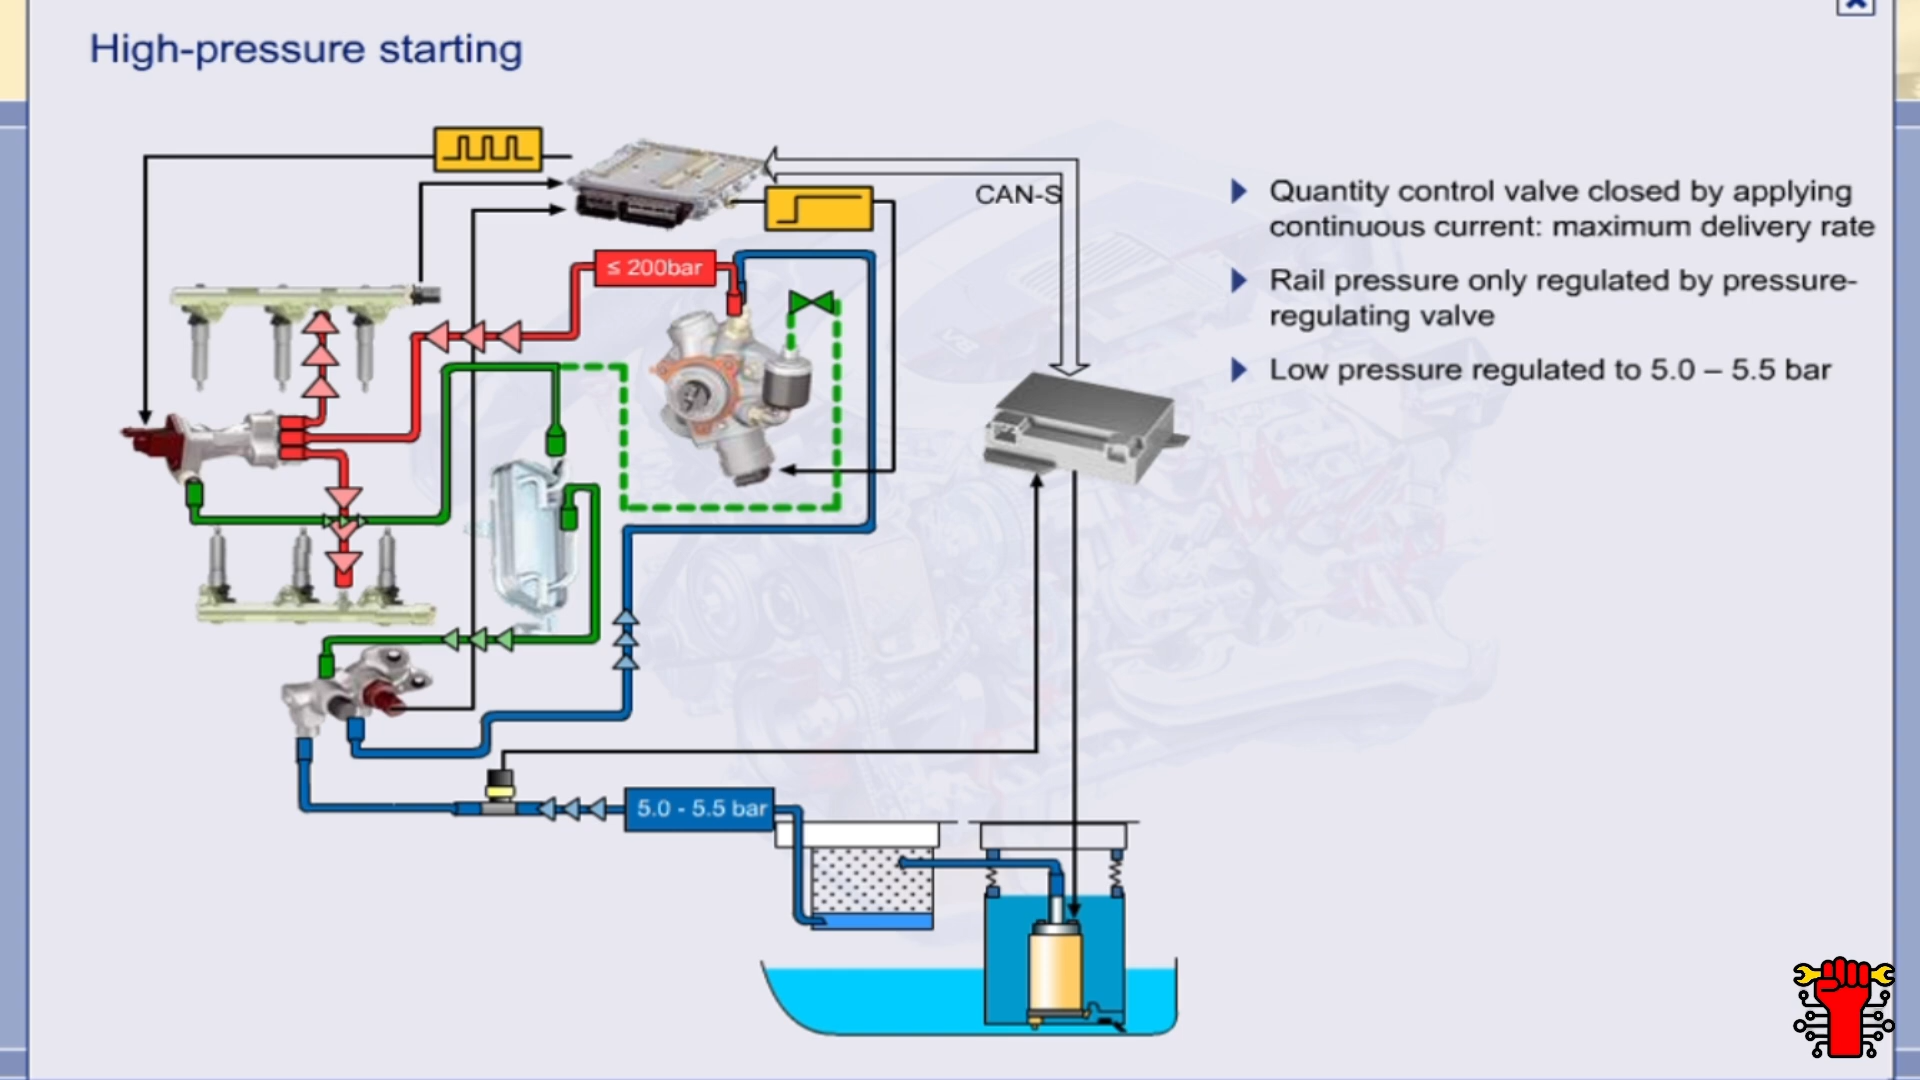 High-pressure starting
CAN-S
≤ 200bar
5.0 - 5.5 bar
Quantity control valve closed by applying
continuous current: maximum delivery rate
Rail pressure only regulated by pressure-
regulating valve
Low pressure regulated to 5.0 – 5.5 bar